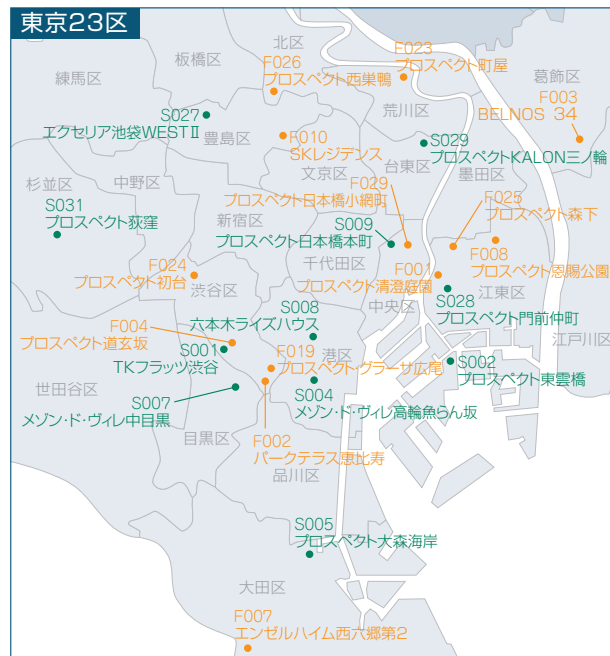 東京23区
北区
板橋区
F023
プロスペクト町屋
F026
プロスペクト西巣鴨
練馬区
葛飾区
F003
BELNOS 34
荒川区
S027
エクセリア池袋WESTⅡ
豊島区
F010
SKレジデンス
S029
プロスペクトKALON三ノ輪
文京区
台東区
墨田区
杉並区
中野区
F029
プロスペクト日本橋小網町
F025
プロスペクト森下
S031
プロスペクト荻窪
新宿区
S009
プロスペクト日本橋本町
F008
プロスペクト恩賜公園
千代田区
F024
プロスペクト初台
渋谷区
F001
プロスペクト清澄庭園
中央区
江東区
S028
プロスペクト門前仲町
S008
六本木ライズハウス
F004
プロスペクト道玄坂
江戸川区
S001
TKフラッツ渋谷
港区
F019
プロスペクト・グラーサ広尾
S002
プロスペクト東雲橋
世田谷区
S007
メゾン・ド・ヴィレ中目黒
S004
メゾン・ド・ヴィレ高輪魚らん坂
目黒区
F002
パークテラス恵比寿
品川区
S005
プロスペクト大森海岸
大田区
F007
エンゼルハイム西六郷第2